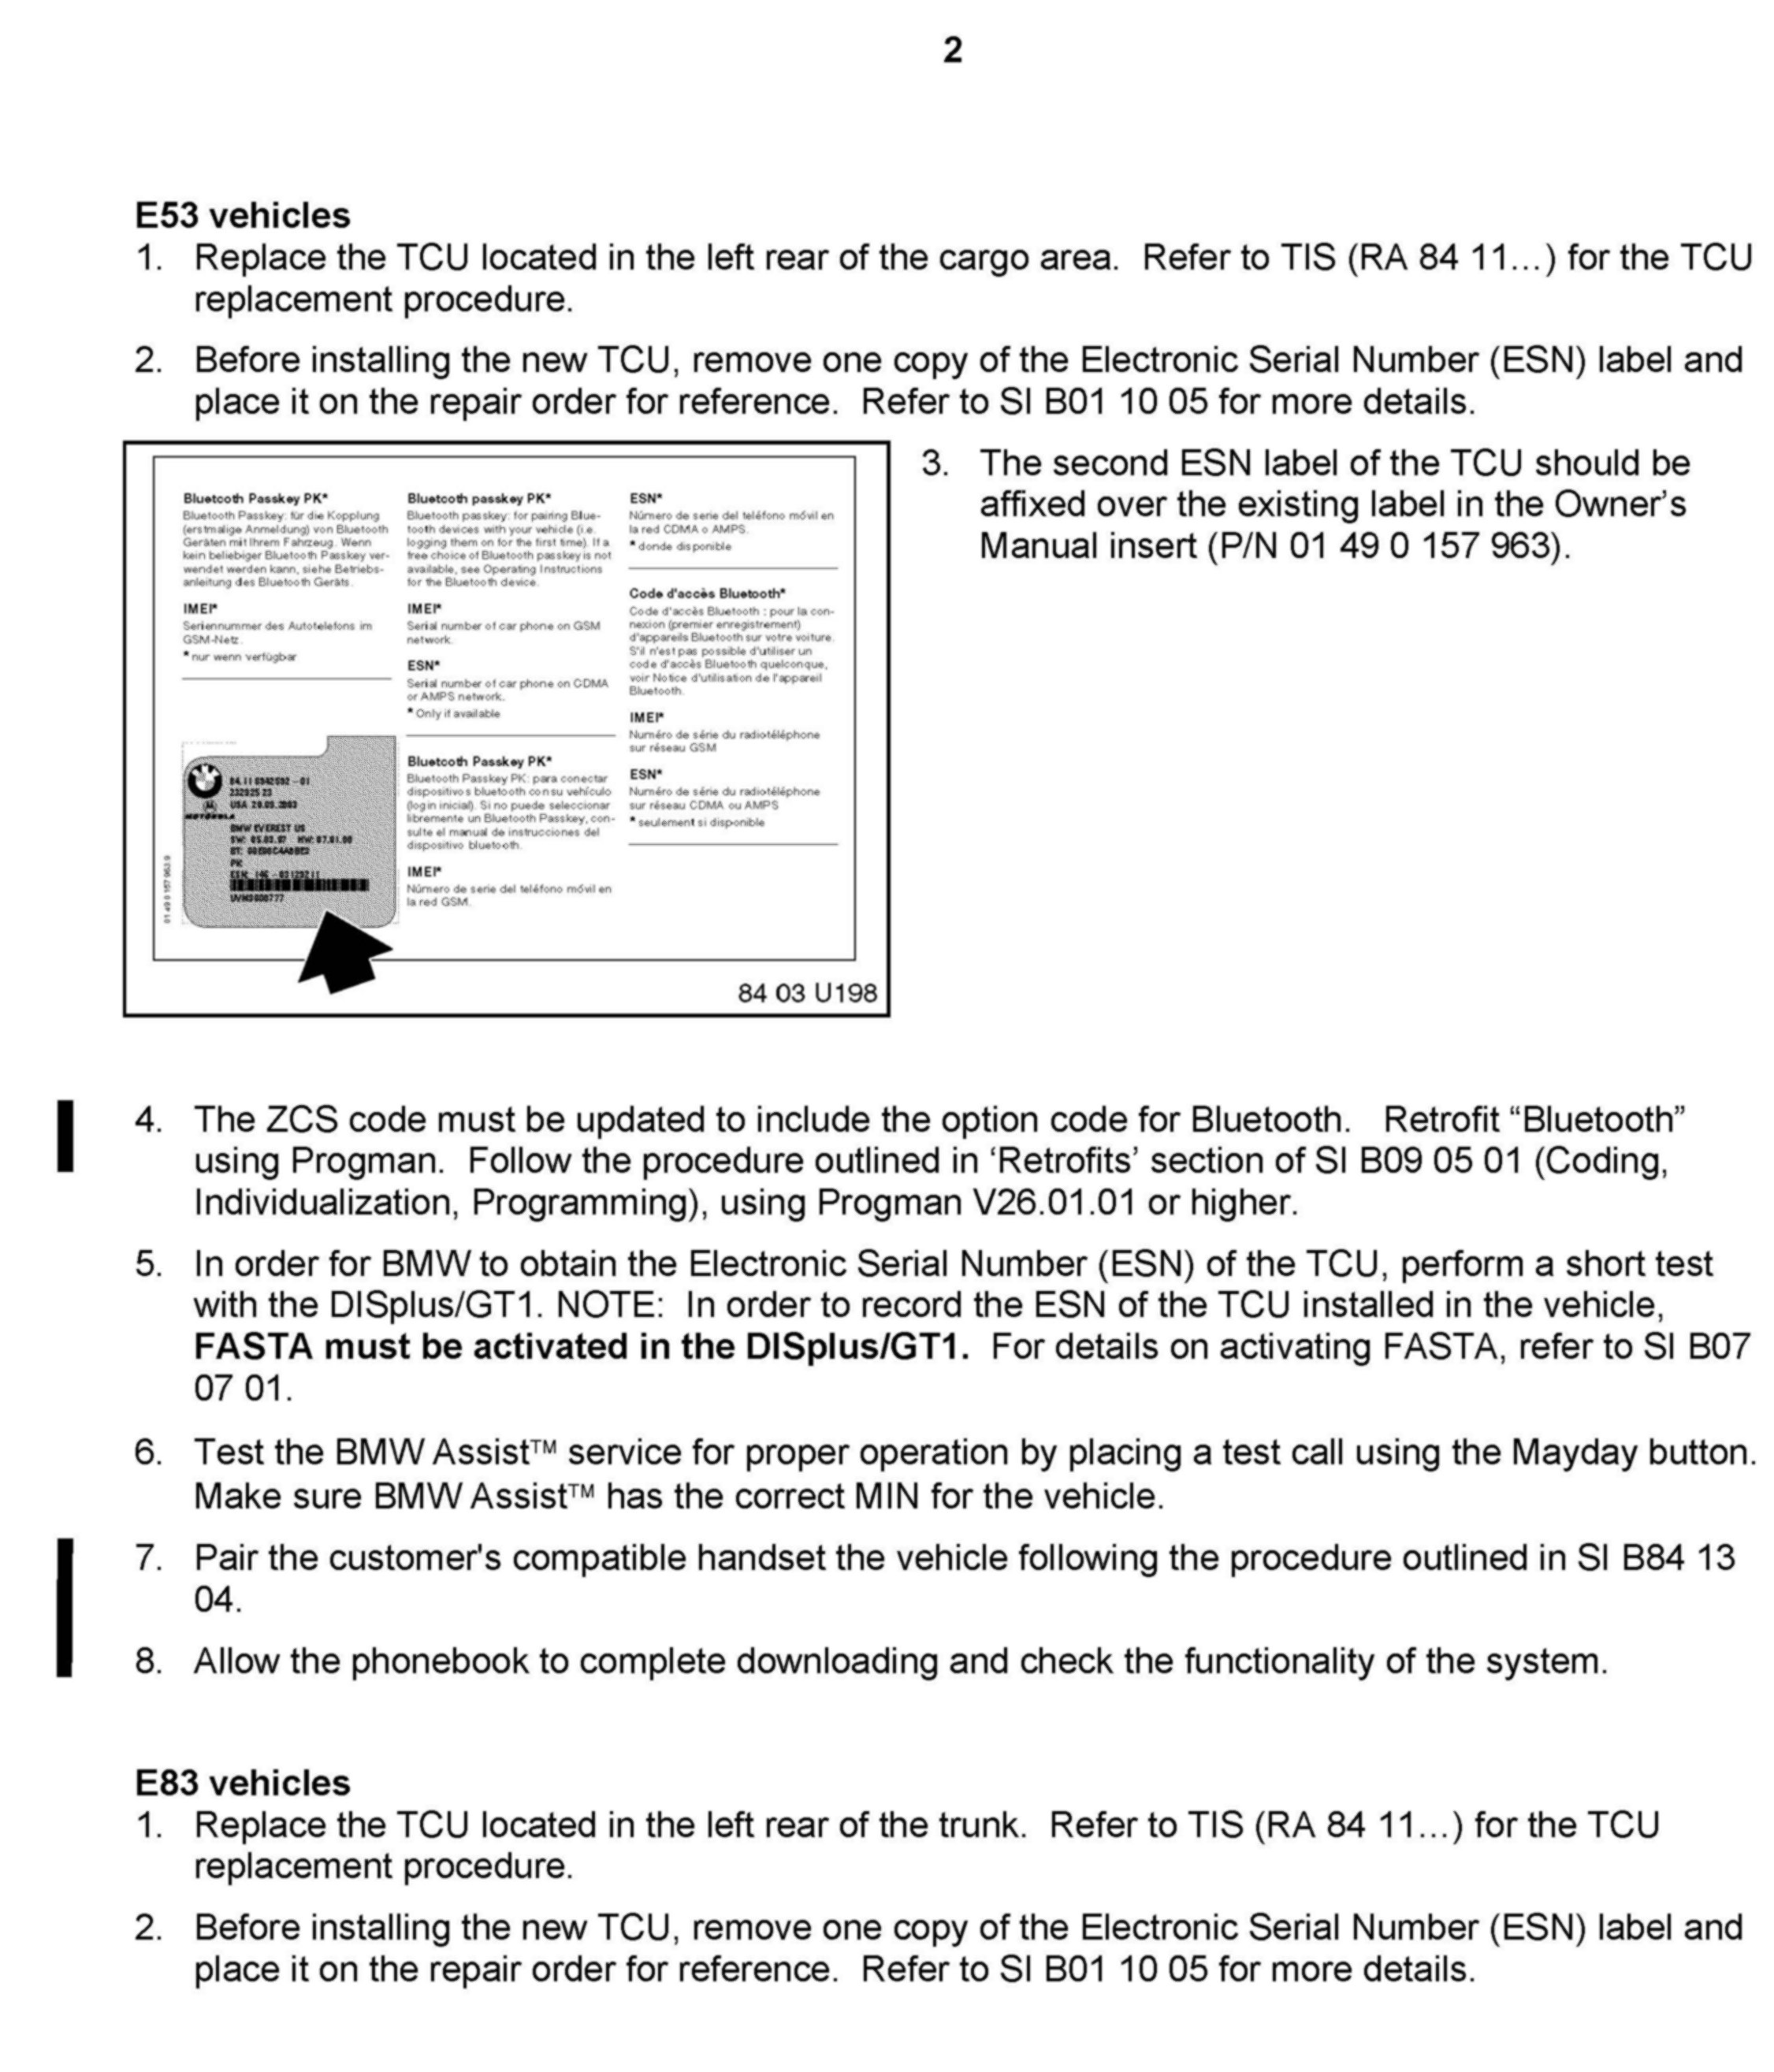 2
E53 vehicles
1. Replace the TCU located in the left rear of the cargo area. Refer to TIS (RA 84 11...) for the TCU
replacement procedure.
2. Before installing the new TCU, remove one copy of the Electronic Serial Number (ESN) label and
place it on the repair order for reference. Refer to SI B01 10 05 for more details.
Bluetooth Passkey PK*
Bluetooth Passkey: für die Kopplung
(erstmalige Anmeldung) von Bluetooth
Geräten mit Ihrem Fahrzeug. Wenn
kein beliebiger Bluetooth Passkey ver-
wendet werden kann, siehe Betriebs-
anleitung des Bluetooth Geräts.
IMEI*
Seriennummer des Autotelefons im
GSM-Netz.
* nur wenn verfügbar
84.11 6942592 - 01
232925 23
USA 20.05.2003
MOTOROLA
BMW EVEREST US
PK
UVM3600777
01 49 0 157 963 9
Bluetooth passkey PK*
Bluetooth passkey: for pairing Blue-
tooth devices with your vehicle (i.e.
logging them on for the first time). If a
free choice of Bluetooth passkey is not
available, see Operating Instructions
for the Bluetooth device.
IMEI*
Serial number of car phone on GSM
network.
ESN*
Serial number of car phone on CDMA
or AMPS network.
* Only if available
Bluetooth Passkey PK*
Bluetooth Passkey PK: para conectar
dispositivos bluetooth con su vehículo
(login inicial). Si no puede seleccionar
libremente un Bluetooth Passkey, con-
sulte el manual de instrucciones del
dispositivo bluetooth.
IMEI*
Número de serie del teléfono móvil en
la red GSM.
ESN*
Número de serie del teléfono móvil en
la red CDMA o AMPS.
* donde disponible
Code d'accès Bluetooth*
Code d'accès Bluetooth : pour la con-
nexion (premier enregistrement)
d'appareils Bluetooth sur votre voiture.
S'il n'est pas possible d'utiliser un
code d'accès Bluetooth quelconque,
voir Notice d'utilisation de l'appareil
Bluetooth.
IMEI*
Numéro de série du radiotéléphone
sur réseau GSM
ESN*
Numéro de série du radiotéléphone
sur réseau CDMA ou AMPS
* seulement si disponible
84 03 U198
3. The second ESN label of the TCU should be
affixed over the existing label in the Owner's
Manual insert (P/N 01 49 0 157 963).
4. The ZCS code must be updated to include the option code for Bluetooth. Retrofit “Bluetooth”
using Progman. Follow the procedure outlined in ‘Retrofits’ section of SI B09 05 01 (Coding,
Individualization, Programming), using Progman V26.01.01 or higher.
5. In order for BMW to obtain the Electronic Serial Number (ESN) of the TCU, perform a short test
with the DISplus/GT1. NOTE: In order to record the ESN of the TCU installed in the vehicle,
FASTA must be activated in the DISplus/GT1. For details on activating FASTA, refer to SI B07
07 01.
6. Test the BMW Assist™ service for proper operation by placing a test call using the Mayday button.
Make sure BMW Assist™ has the correct MIN for the vehicle.
7. Pair the customer's compatible handset the vehicle following the procedure outlined in SI B84 13
04.
8. Allow the phonebook to complete downloading and check the functionality of the system.
E83 vehicles
1. Replace the TCU located in the left rear of the trunk. Refer to TIS (RA 84 11...) for the TCU
replacement procedure.
2. Before installing the new TCU, remove one copy of the Electronic Serial Number (ESN) label and
place it on the repair order for reference. Refer to SI B01 10 05 for more details.